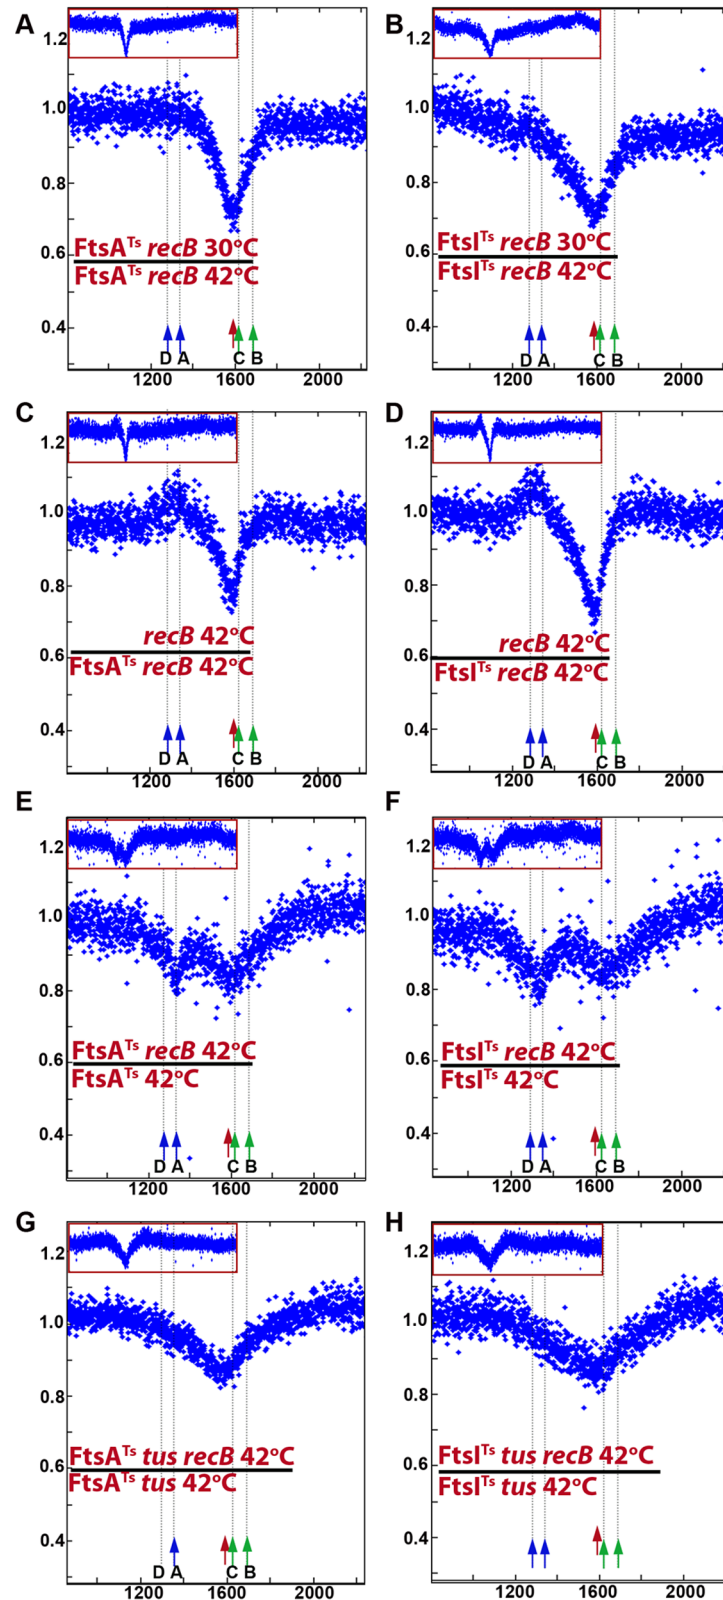 A
B
1.2
1.2
1.0
1.0
0.8
0.8
0.6
0.6
FtsA^Ts recB 30°C
FtsA^Ts recB 42°C
FtsI^Ts recB 30°C
FtsI^Ts recB 42°C
0.4
0.4
D A C B
D A C B
1200 1600 2000
1200 1600 2000
C
D
1.2
1.2
1.0
1.0
0.8
0.8
0.6
0.6
recB 42°C
FtsA^Ts recB 42°C
recB 42°C
FtsI^Ts recB 42°C
0.4
0.4
D A C B
D A C B
1200 1600 2000
1200 1600 2000
E
F
1.2
1.2
1.0
1.0
0.8
0.8
0.6
0.6
FtsA^Ts recB 42°C
FtsA^Ts 42°C
FtsI^Ts recB 42°C
FtsI^Ts 42°C
0.4
0.4
D A C B
D A C B
1200 1600 2000
1200 1600 2000
G
H
1.2
1.2
1.0
1.0
0.8
0.8
0.6
0.6
FtsA^Ts tus recB 42°C
FtsA^Ts tus 42°C
FtsI^Ts tus recB 42°C
FtsI^Ts tus 42°C
0.4
0.4
D A C B
1200 1600 2000
1200 1600 2000